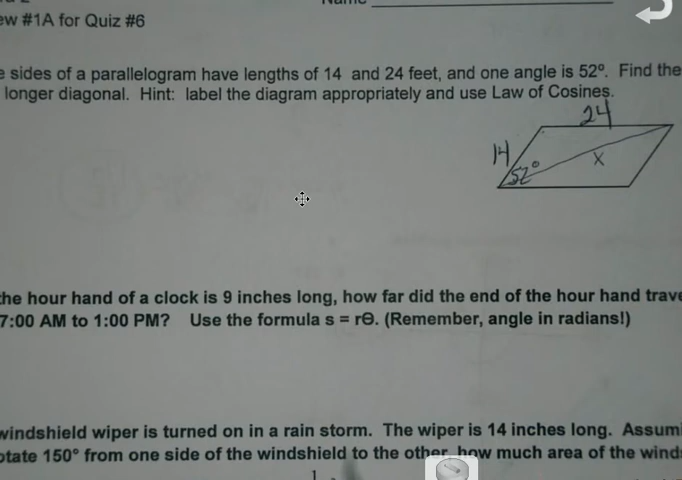 Name
ew #1A for Quiz #6
e sides of a parallelogram have lengths of 14 and 24 feet, and one angle is 52º. Find the
longer diagonal. Hint: label the diagram appropriately and use Law of Cosines.
24
14
52°
x
the hour hand of a clock is 9 inches long, how far did the end of the hour hand trave
7:00 AM to 1:00 PM? Use the formula s = rΘ. (Remember, angle in radians!)
windshield wiper is turned on in a rain storm. The wiper is 14 inches long. Assumi
otate 150° from one side of the windshield to the other, how much area of the winds